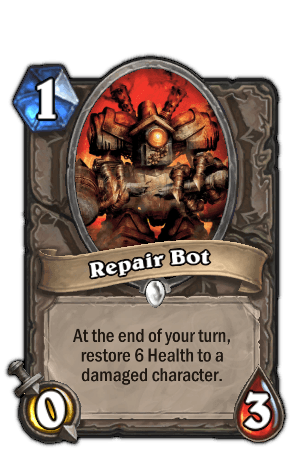 1
Repair Bot
At the end of your turn,
restore 6 Health to a
damaged character.
0
3